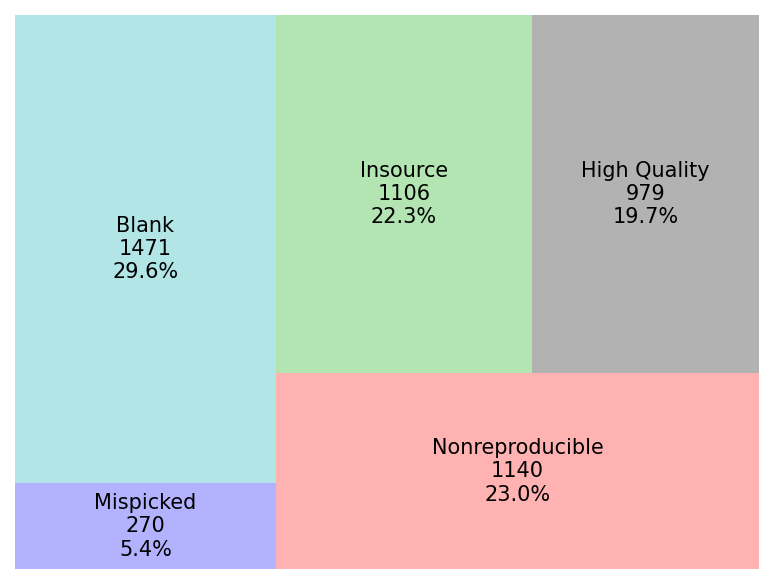 Blank
1471
29.6%
Insource
1106
22.3%
High Quality
979
19.7%
Mispicked
270
5.4%
Nonreproducible
1140
23.0%